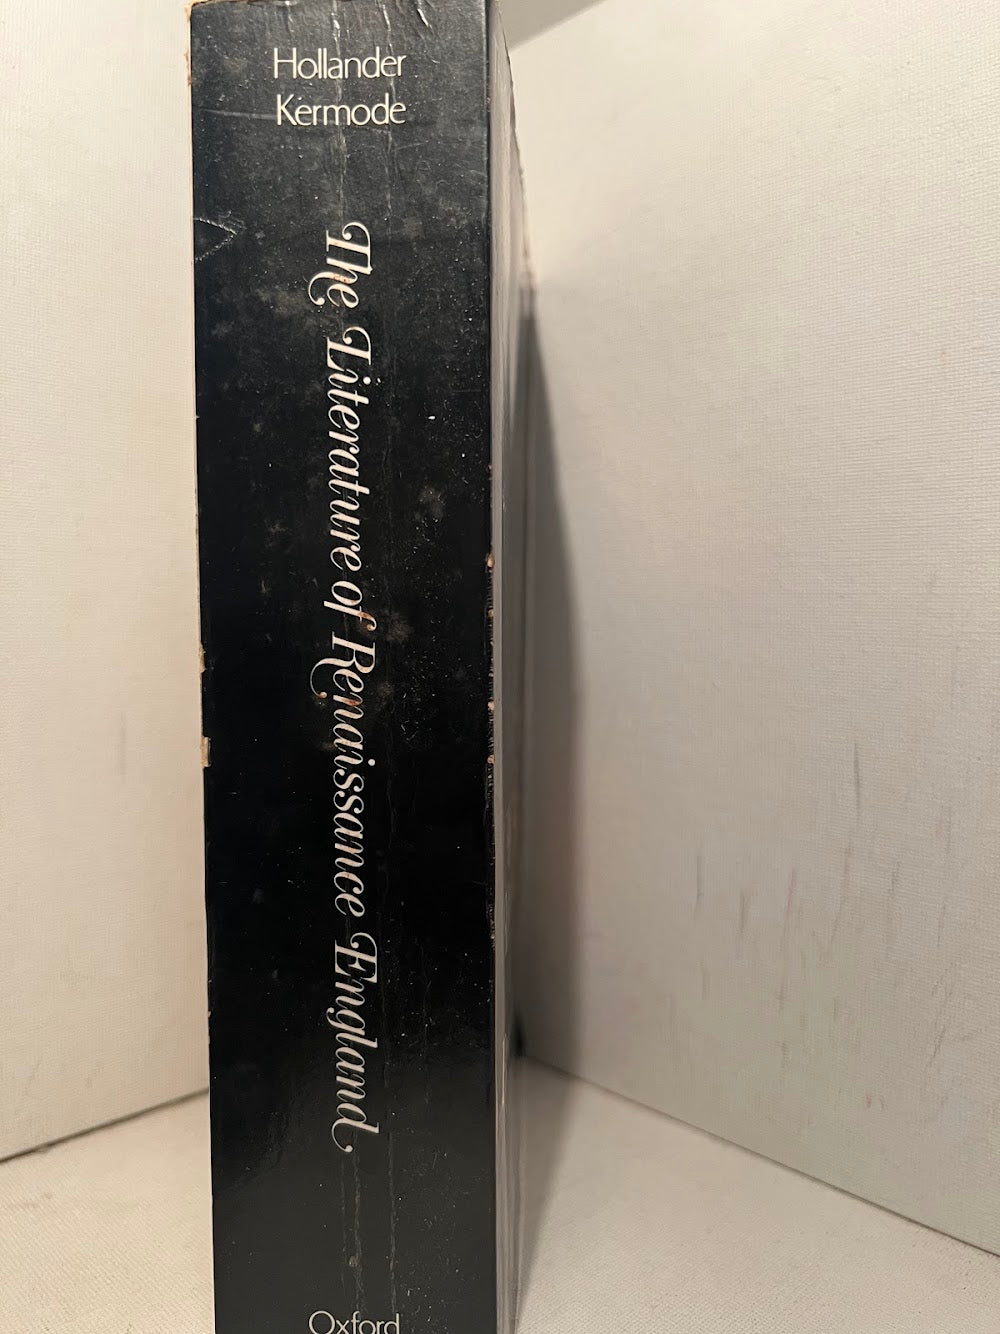 Hollander
Kermode
The Literature of Renaissance England
Oxford